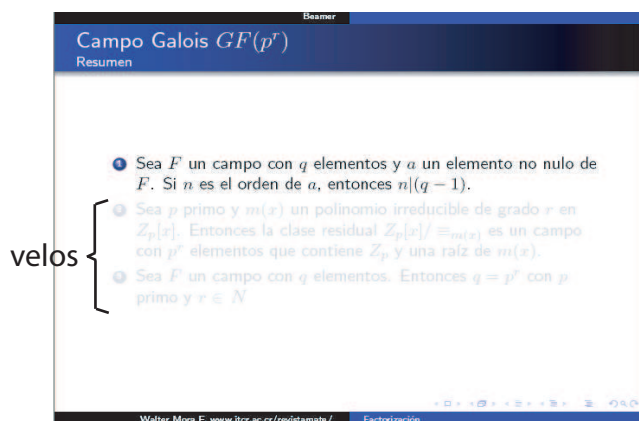 Beamer
Campo Galois GF(p^r)
Resumen
1 Sea F un campo con q elementos y a un elemento no nulo de
F. Si n es el orden de a, entonces n|(q − 1).
2 Sea p primo y m(x) un polinomio irreducible de grado r en
Z_p[x]. Entonces la clase residual Z_p[x]/ ≡_{m(x)} es un campo
con p^r elementos que contiene Z_p y una raíz de m(x).
3 Sea F un campo con q elementos. Entonces q = p^r con p
primo y r ∈ N
velos
Walter Mora F. www.itcr.ac.cr/revistamate/ Factorización